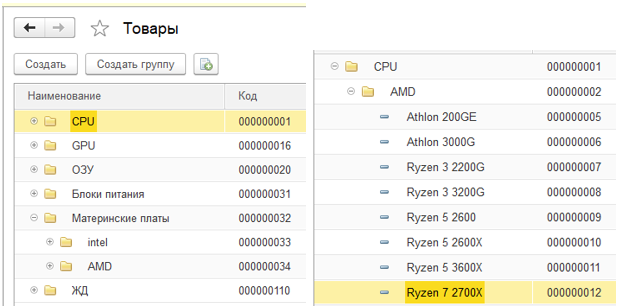 Товары
Создать Создать группу
Наименование Код
CPU 000000001
GPU 000000016
ОЗУ 000000020
Блоки питания 000000031
Материнские платы 000000032
intel 000000033
AMD 000000034
ЖД 000000110
CPU 000000001
AMD 000000002
Athlon 200GE 000000005
Athlon 3000G 000000006
Ryzen 3 2200G 000000007
Ryzen 3 3200G 000000008
Ryzen 5 2600 000000009
Ryzen 5 2600X 000000010
Ryzen 5 3600X 000000011
Ryzen 7 2700X 000000012